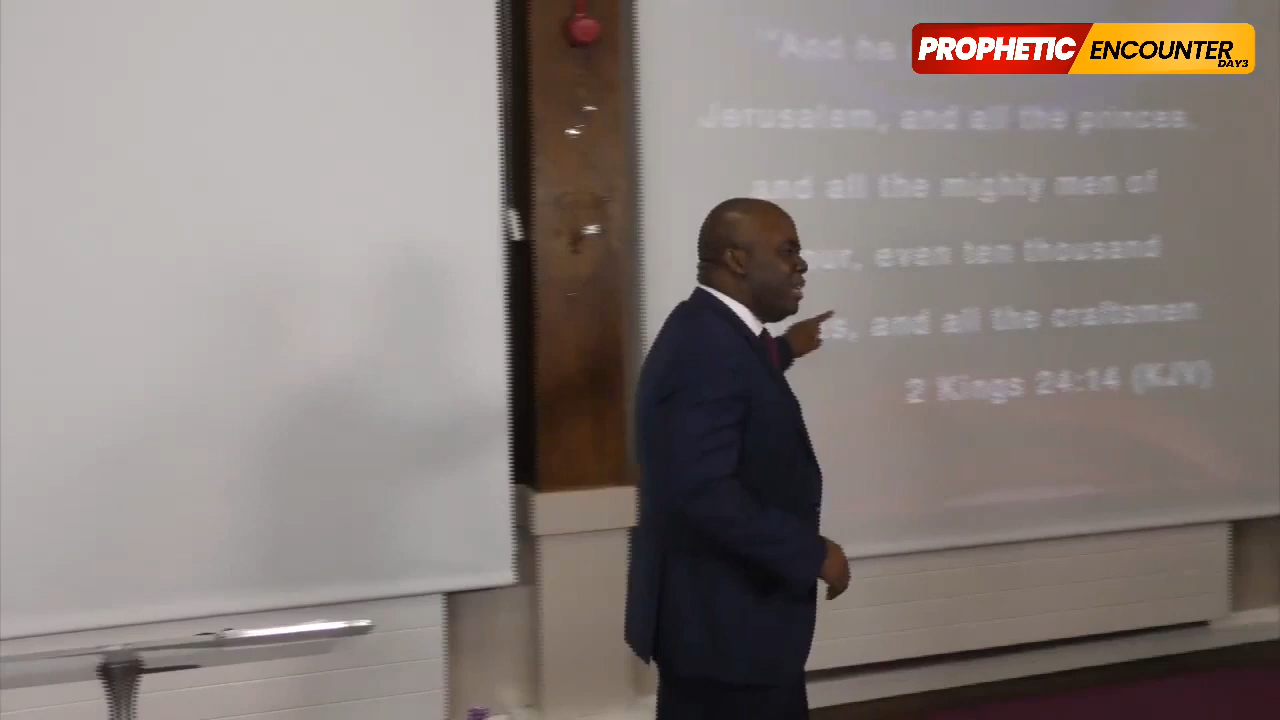 PROPHETIC ENCOUNTER
DAY3
"And he
Jerusalem, and all the princes,
and all the mighty men of
even ten thousand
and all the craftsmen
2 Kings 24:14 (KJV)